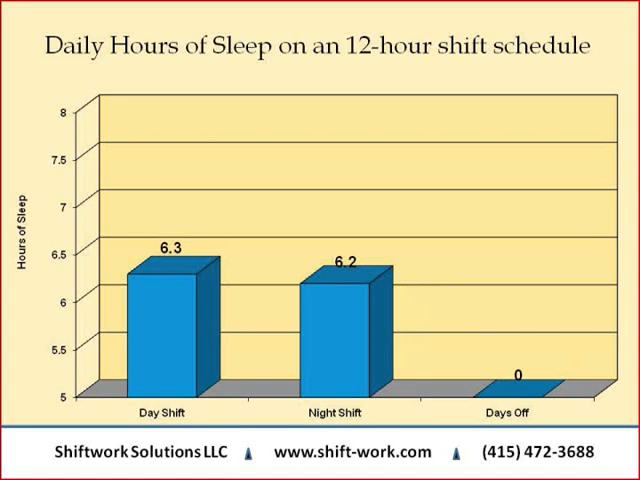 Daily Hours of Sleep on an 12-hour shift schedule
8
7.5
7
6.5
6
5.5
5
Hours of Sleep
6.3
6.2
0
Day Shift
Night Shift
Days Off
Shiftwork Solutions LLC www.shift-work.com (415) 472-3688